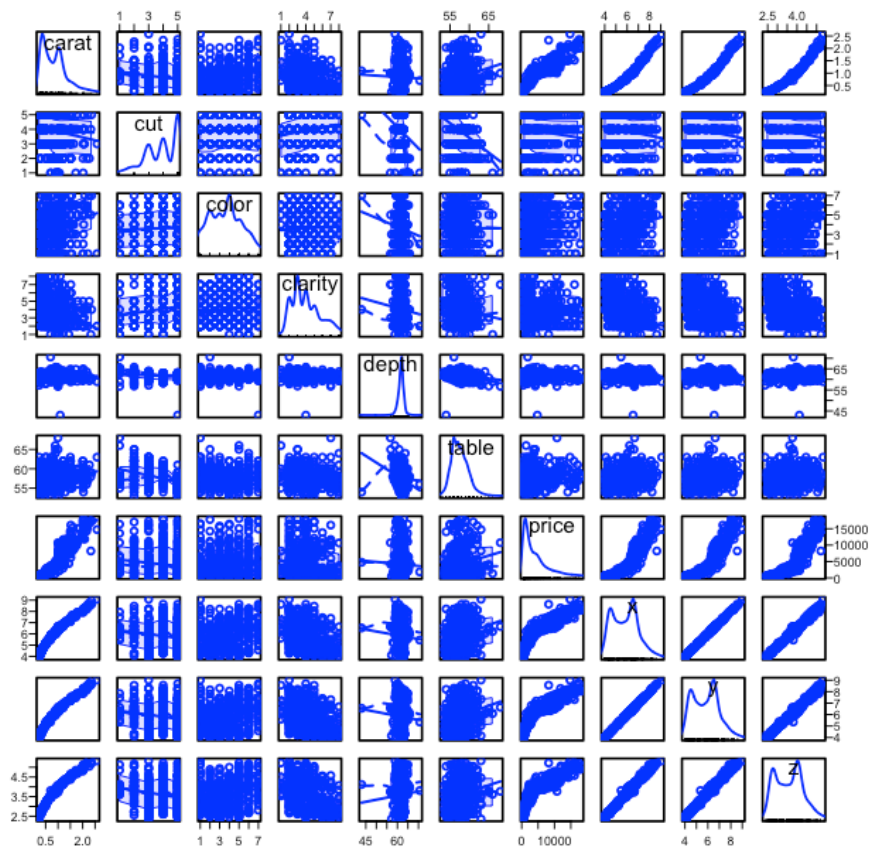 1 3 5 1 4 7 55 65 4 6 8 2.5 4.0
carat 0.5 1.0 1.5 2.0 2.5
1 2 3 4 5 cut
color 1 3 5 7
1 3 5 7 clarity
depth 45 55 65
55 60 65 table
price 0 5000 10000 15000
4 5 6 7 8 9 x
y 4 5 6 7 8 9
2.5 3.5 4.5 z
0.5 2.0 1 3 5 7 45 60 0 10000 4 6 8